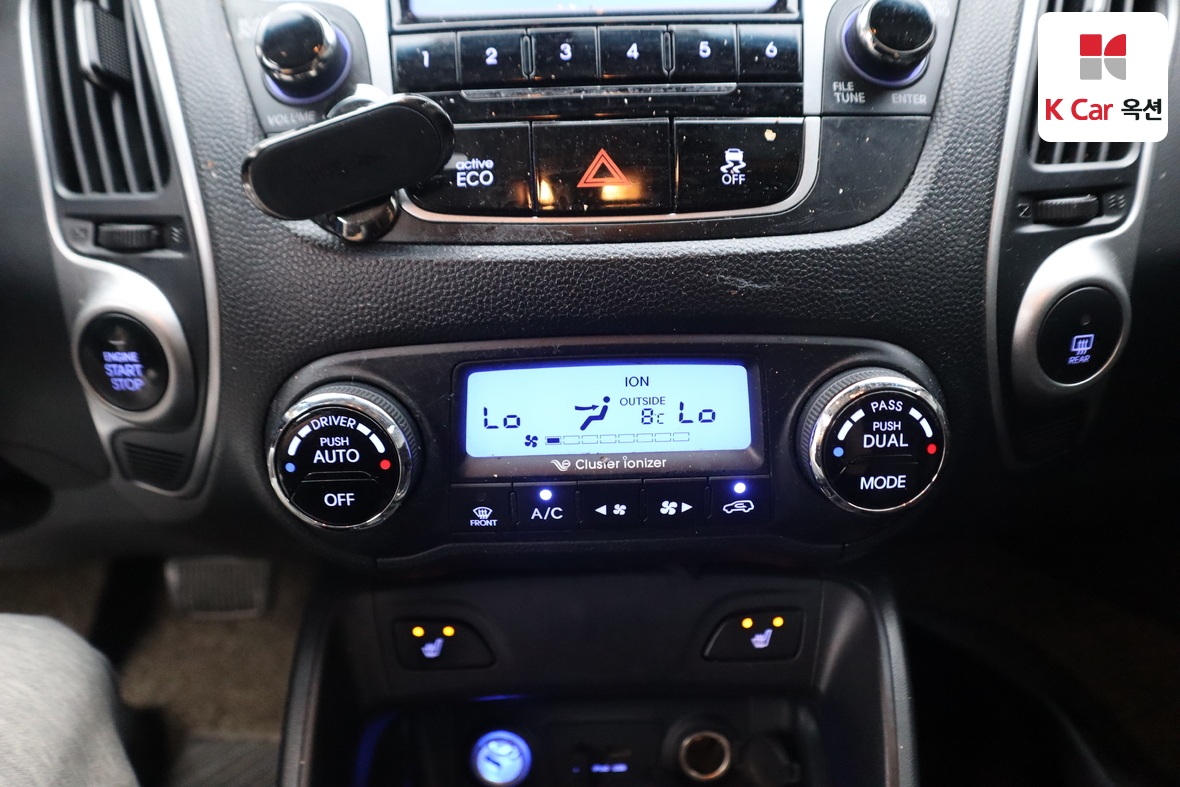 K Car 옥션
1 2 3 4 5 6
VOLUME
FILE
TUNE
ENTER
active
ECO
OFF
ENGINE
START
STOP
REAR
DRIVER
PUSH
AUTO
OFF
ION
OUTSIDE
Lo 8c Lo
Cluster ionizer
FRONT
A/C
PASS
PUSH
DUAL
MODE